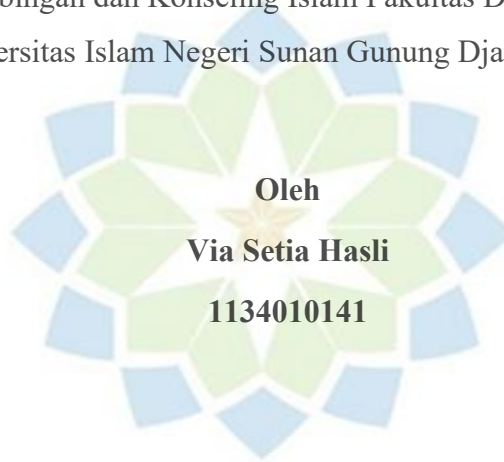 bingan dan Konseling Islam Fakultas D
ersitas Islam Negeri Sunan Gunung Dja
Oleh
Via Setia Hasli
1134010141